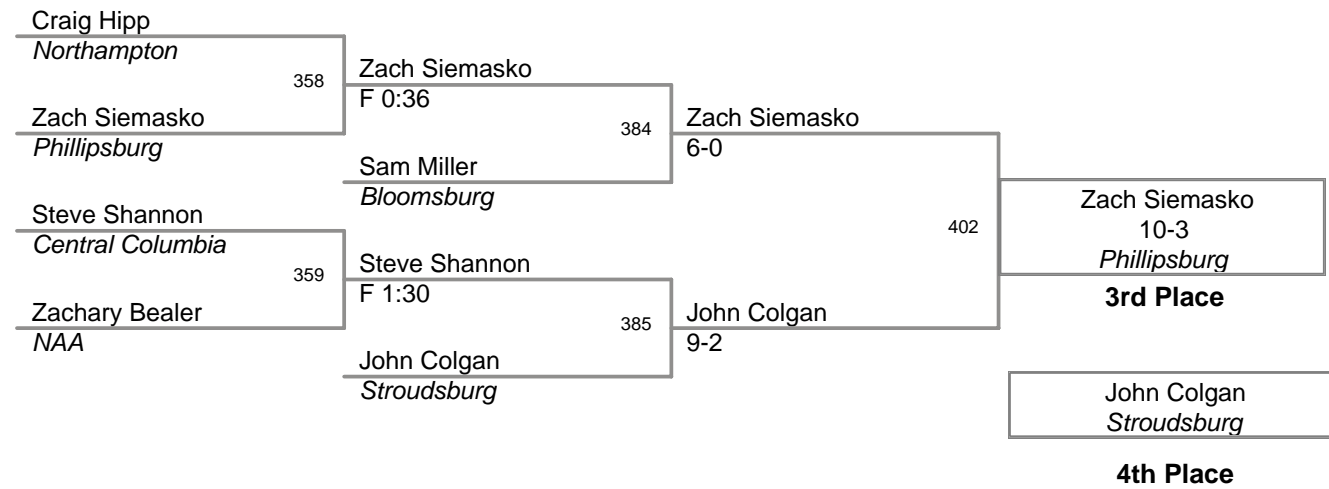 Craig Hipp
Northampton
358
Zach Siemasko
F 0:36
Zach Siemasko
Phillipsburg
384
Zach Siemasko
6-0
Sam Miller
Bloomsburg
Steve Shannon
Central Columbia
359
Steve Shannon
F 1:30
Zachary Bealer
NAA
385
John Colgan
9-2
John Colgan
Stroudsburg
402
Zach Siemasko
10-3
Phillipsburg
3rd Place
John Colgan
Stroudsburg
4th Place